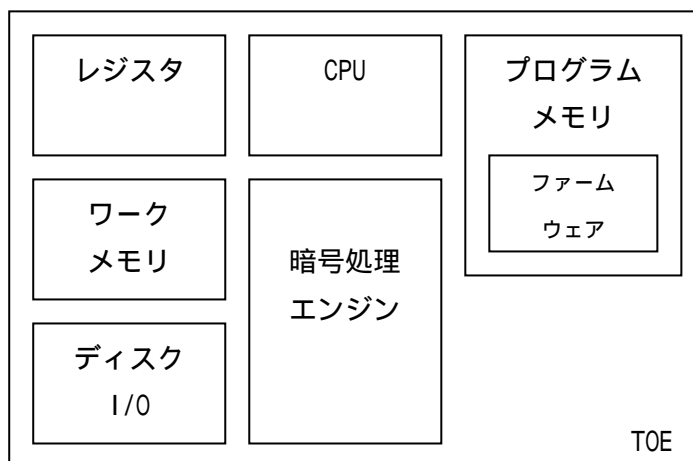 レジスタ
CPU
プログラム
メモリ
ファーム
ウェア
ワーク
メモリ
暗号処理
エンジン
ディスク
I/O
TOE